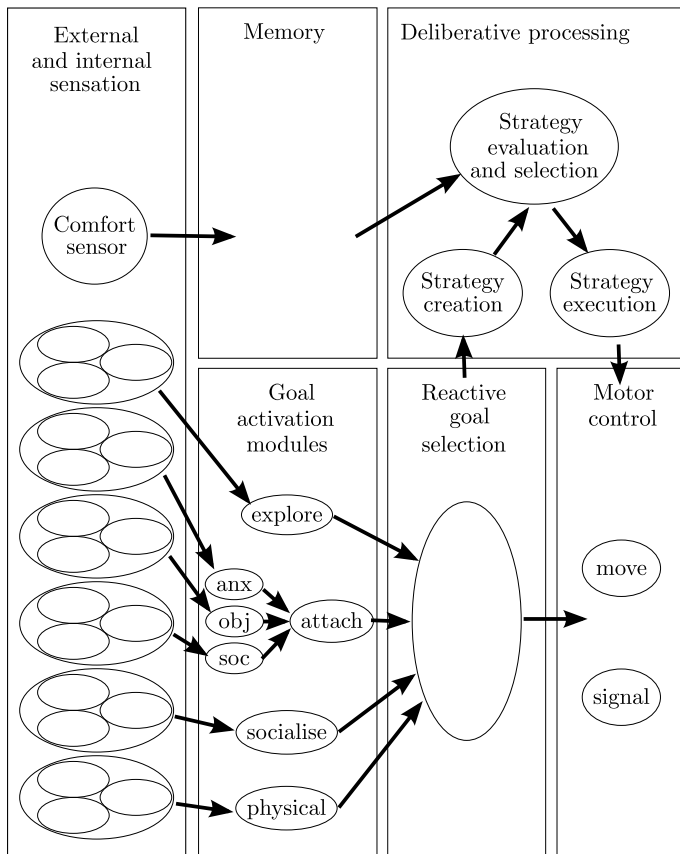 External
and internal
sensation
Memory
Deliberative processing
Strategy
evaluation
and selection
Comfort
sensor
Strategy
creation
Strategy
execution
Goal
activation
modules
Reactive
goal
selection
Motor
control
explore
anx
obj
soc
attach
socialise
physical
move
signal